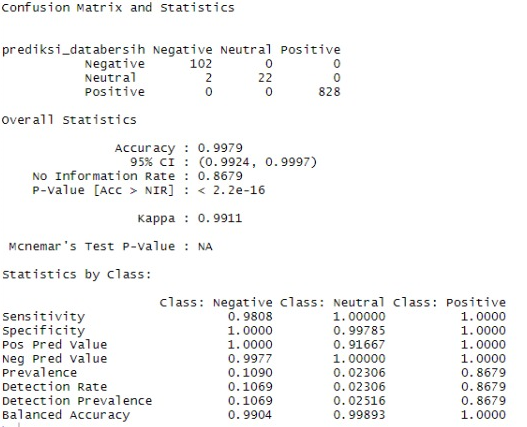 Confusion Matrix and Statistics
prediksi_databersih Negative Neutral Positive
Negative 102 0 0
Neutral 2 22 0
Positive 0 0 828
Overall Statistics
Accuracy : 0.9979
95% CI : (0.9924, 0.9997)
No Information Rate : 0.8679
P-Value [Acc > NIR] : < 2.2e-16
Kappa : 0.9911
Mcnemar's Test P-Value : NA
Statistics by Class:
Class: Negative Class: Neutral Class: Positive
Sensitivity 0.9808 1.00000 1.0000
Specificity 1.0000 0.99785 1.0000
Pos Pred Value 1.0000 0.91667 1.0000
Neg Pred Value 0.9977 1.00000 1.0000
Prevalence 0.1090 0.02306 0.8679
Detection Rate 0.1069 0.02306 0.8679
Detection Prevalence 0.1069 0.02516 0.8679
Balanced Accuracy 0.9904 0.99893 1.0000